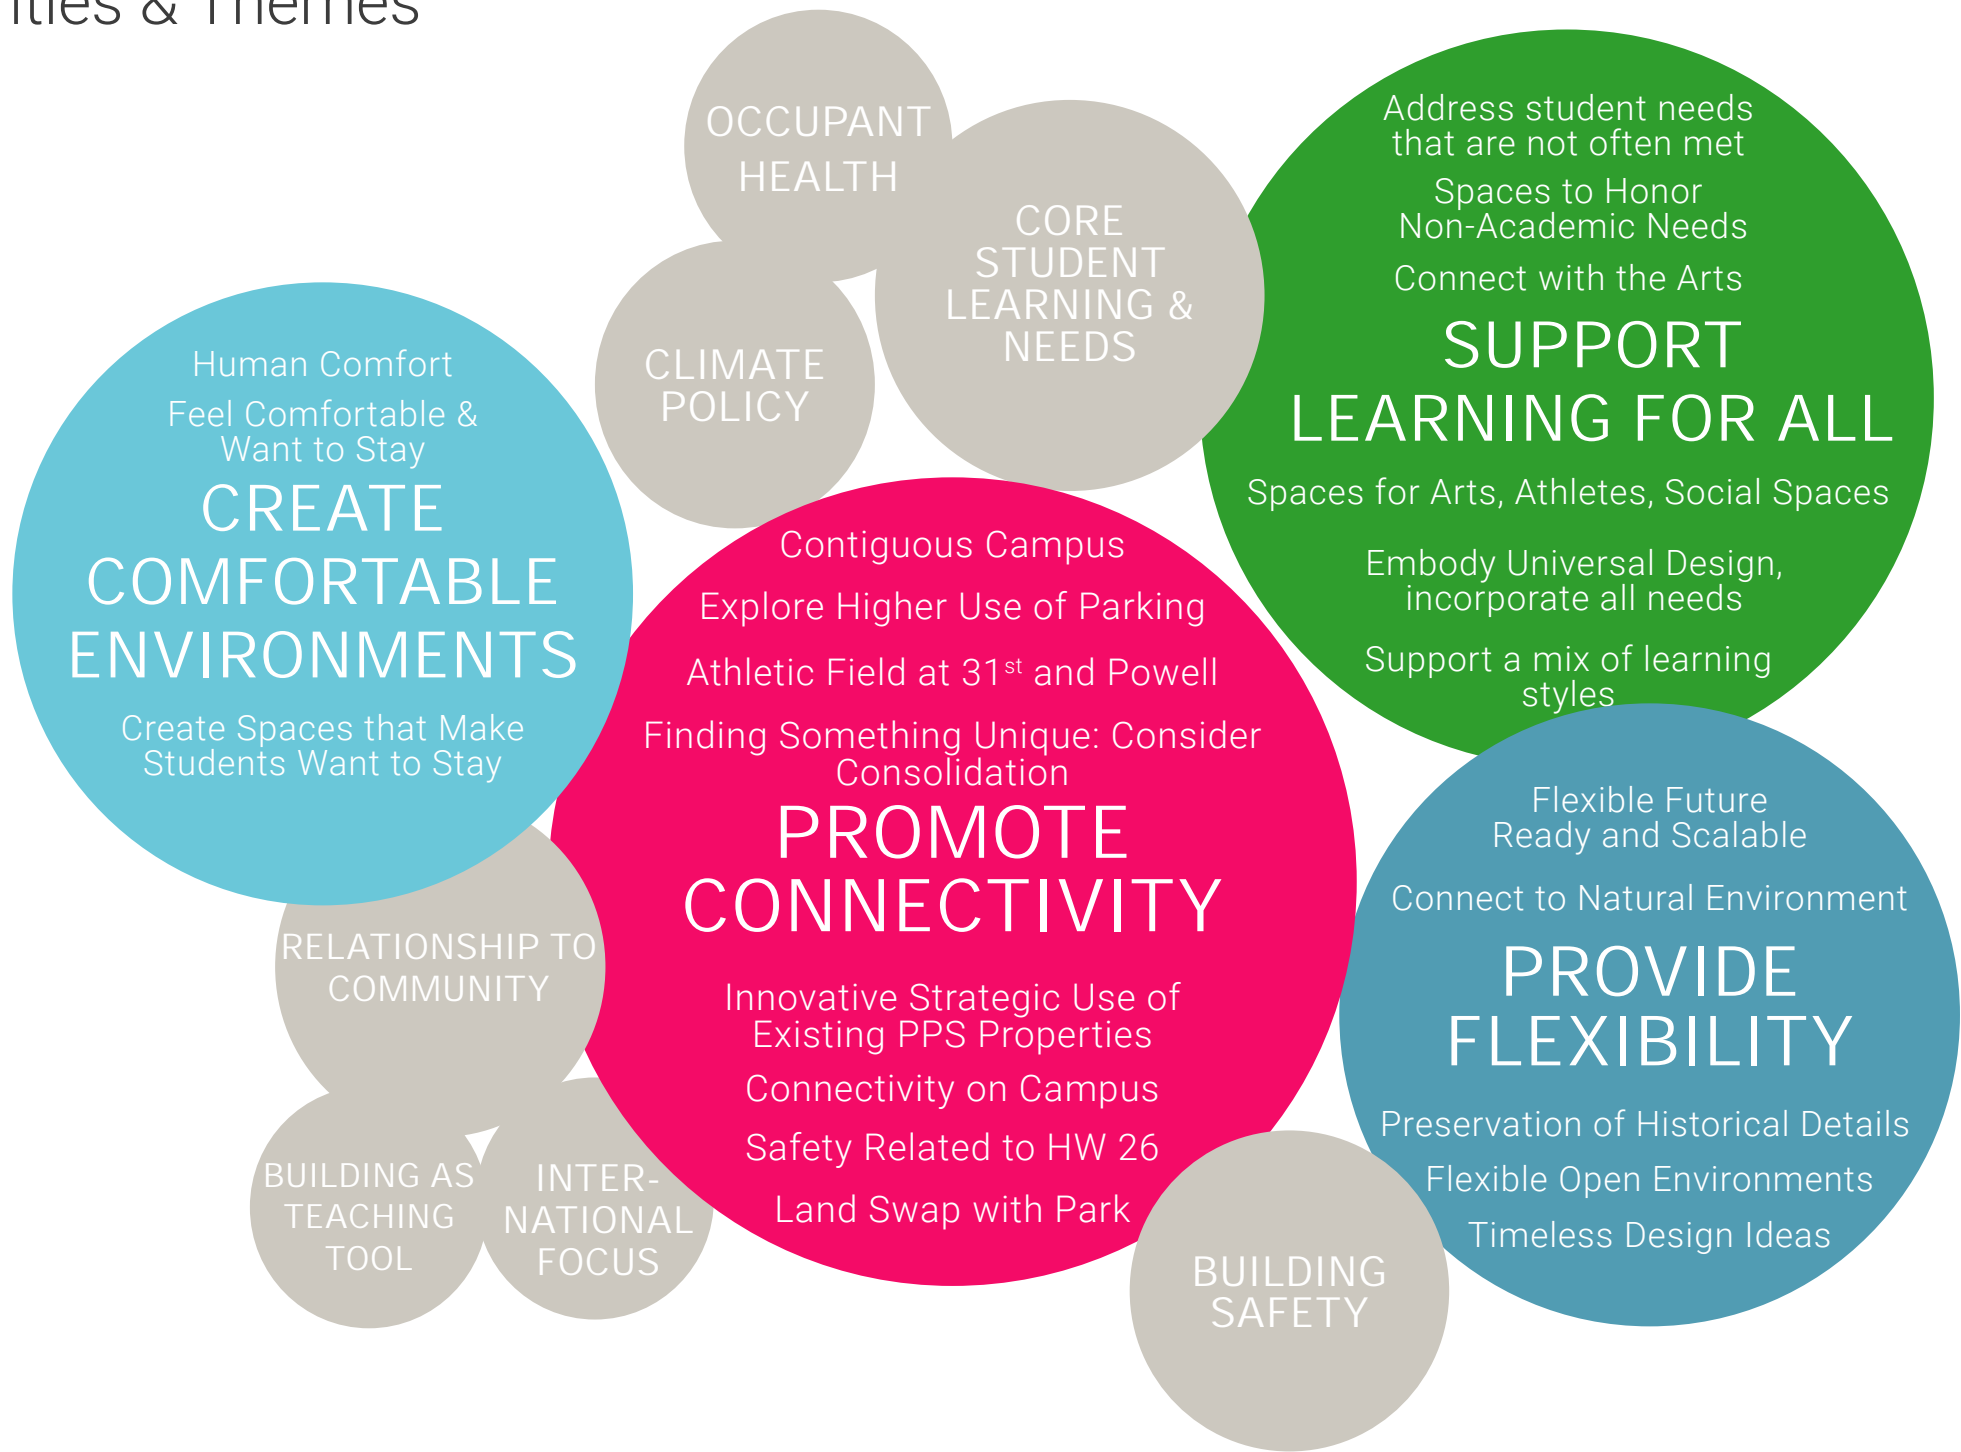 & Themes
OCCUPANT
HEALTH
CORE
STUDENT
LEARNING &
NEEDS
CLIMATE
POLICY
Address student needs
that are not often met
Spaces to Honor
Non-Academic Needs
Connect with the Arts
SUPPORT
LEARNING FOR ALL
Spaces for Arts, Athletes, Social Spaces
Embody Universal Design,
incorporate all needs
Support a mix of learning
styles
Human Comfort
Feel Comfortable &
Want to Stay
CREATE
COMFORTABLE
ENVIRONMENTS
Create Spaces that Make
Students Want to Stay
Contiguous Campus
Explore Higher Use of Parking
Athletic Field at 31st and Powell
Finding Something Unique: Consider
Consolidation
PROMOTE
CONNECTIVITY
Innovative Strategic Use of
Existing PPS Properties
Connectivity on Campus
Safety Related to HW 26
Land Swap with Park
Flexible Future
Ready and Scalable
Connect to Natural Environment
PROVIDE
FLEXIBILITY
Preservation of Historical Details
Flexible Open Environments
Timeless Design Ideas
RELATIONSHIP TO
COMMUNITY
BUILDING AS
TEACHING
TOOL
INTER-
NATIONAL
FOCUS
BUILDING
SAFETY